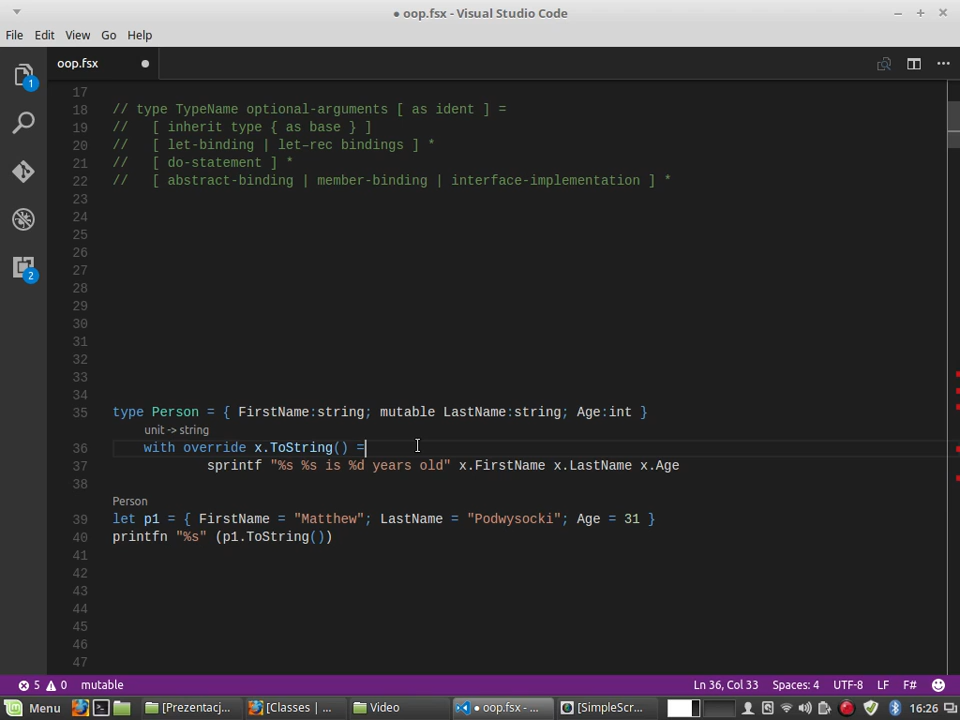 ● oop.fsx - Visual Studio Code
File Edit View Go Help
oop.fsx
1
2
17
18 // type TypeName optional-arguments [ as ident ] =
19 //   [ inherit type { as base } ]
20 //   [ let-binding | let-rec bindings ] *
21 //   [ do-statement ] *
22 //   [ abstract-binding | member-binding | interface-implementation ] *
23
24
25
26
27
28
29
30
31
32
33
34
35 type Person = { FirstName:string; mutable LastName:string; Age:int }
unit -> string
36     with override x.ToString() =
37             sprintf "%s %s is %d years old" x.FirstName x.LastName x.Age
38
Person
39 let p1 = { FirstName = "Matthew"; LastName = "Podwysocki"; Age = 31 }
40 printfn "%s" (p1.ToString())
41
42
43
44
45
46
47
5 0 mutable Ln 36, Col 33 Spaces: 4 UTF-8 LF F#
Menu [Prezentacj... [Classes | ... Video ● oop.fsx - ... [SimpleScr... 16:26